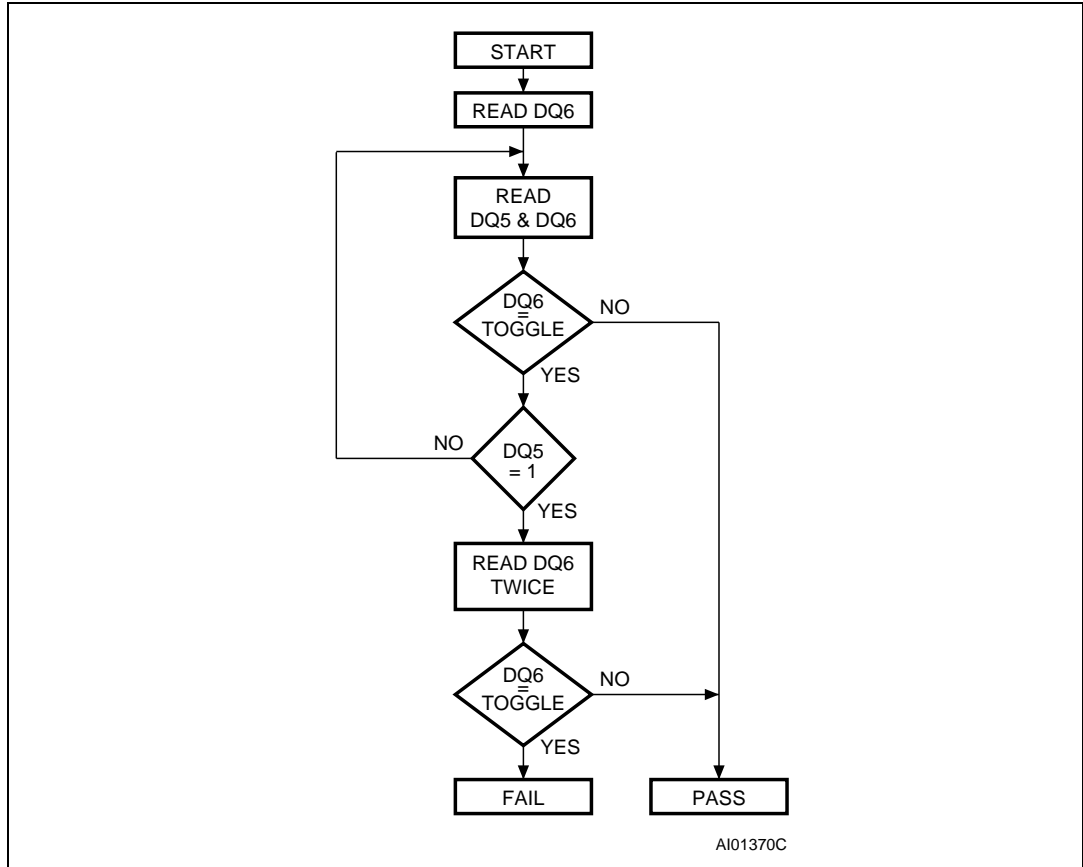 START
READ DQ6
READ
DQ5 & DQ6
DQ6
=
TOGGLE
NO
YES
NO
DQ5
= 1
YES
READ DQ6
TWICE
DQ6
=
TOGGLE
NO
YES
FAIL
PASS
AI01370C